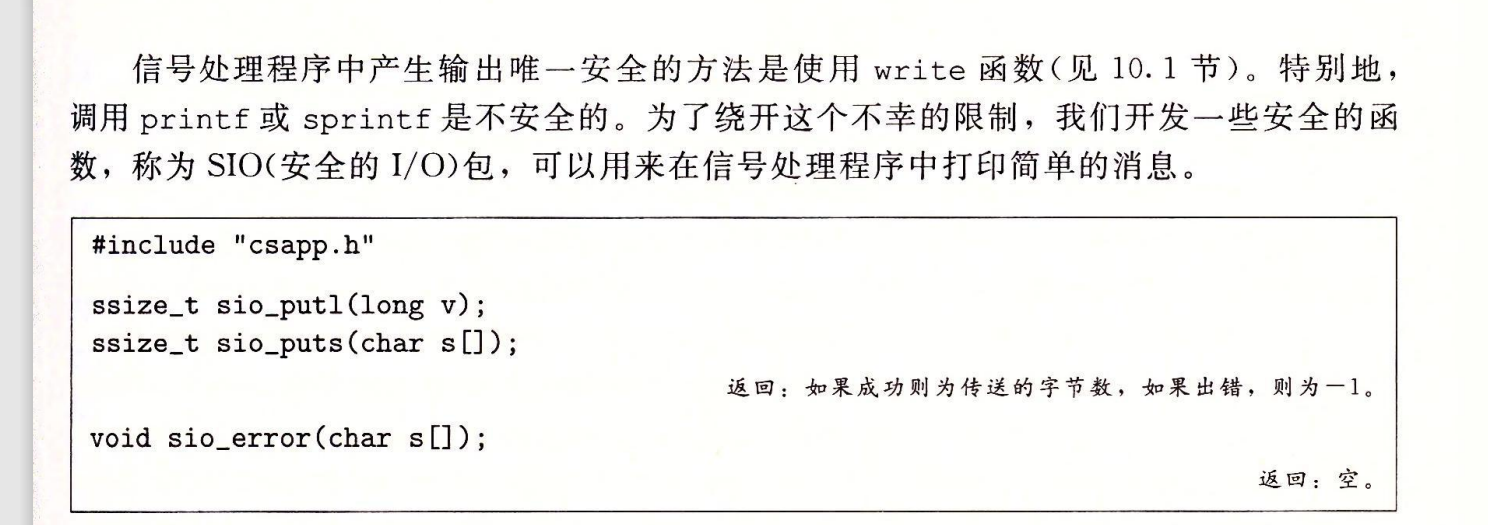 信号处理程序中产生输出唯一安全的方法是使用 write 函数(见 10.1 节)。特别地，
调用 printf 或 sprintf 是不安全的。为了绕开这个不幸的限制，我们开发一些安全的函
数，称为 SIO(安全的 I/O)包，可以用来在信号处理程序中打印简单的消息。
#include "csapp.h"
ssize_t sio_putl(long v);
ssize_t sio_puts(char s[]);
返回：如果成功则为传送的字节数，如果出错，则为－1。
void sio_error(char s[]);
返回：空。